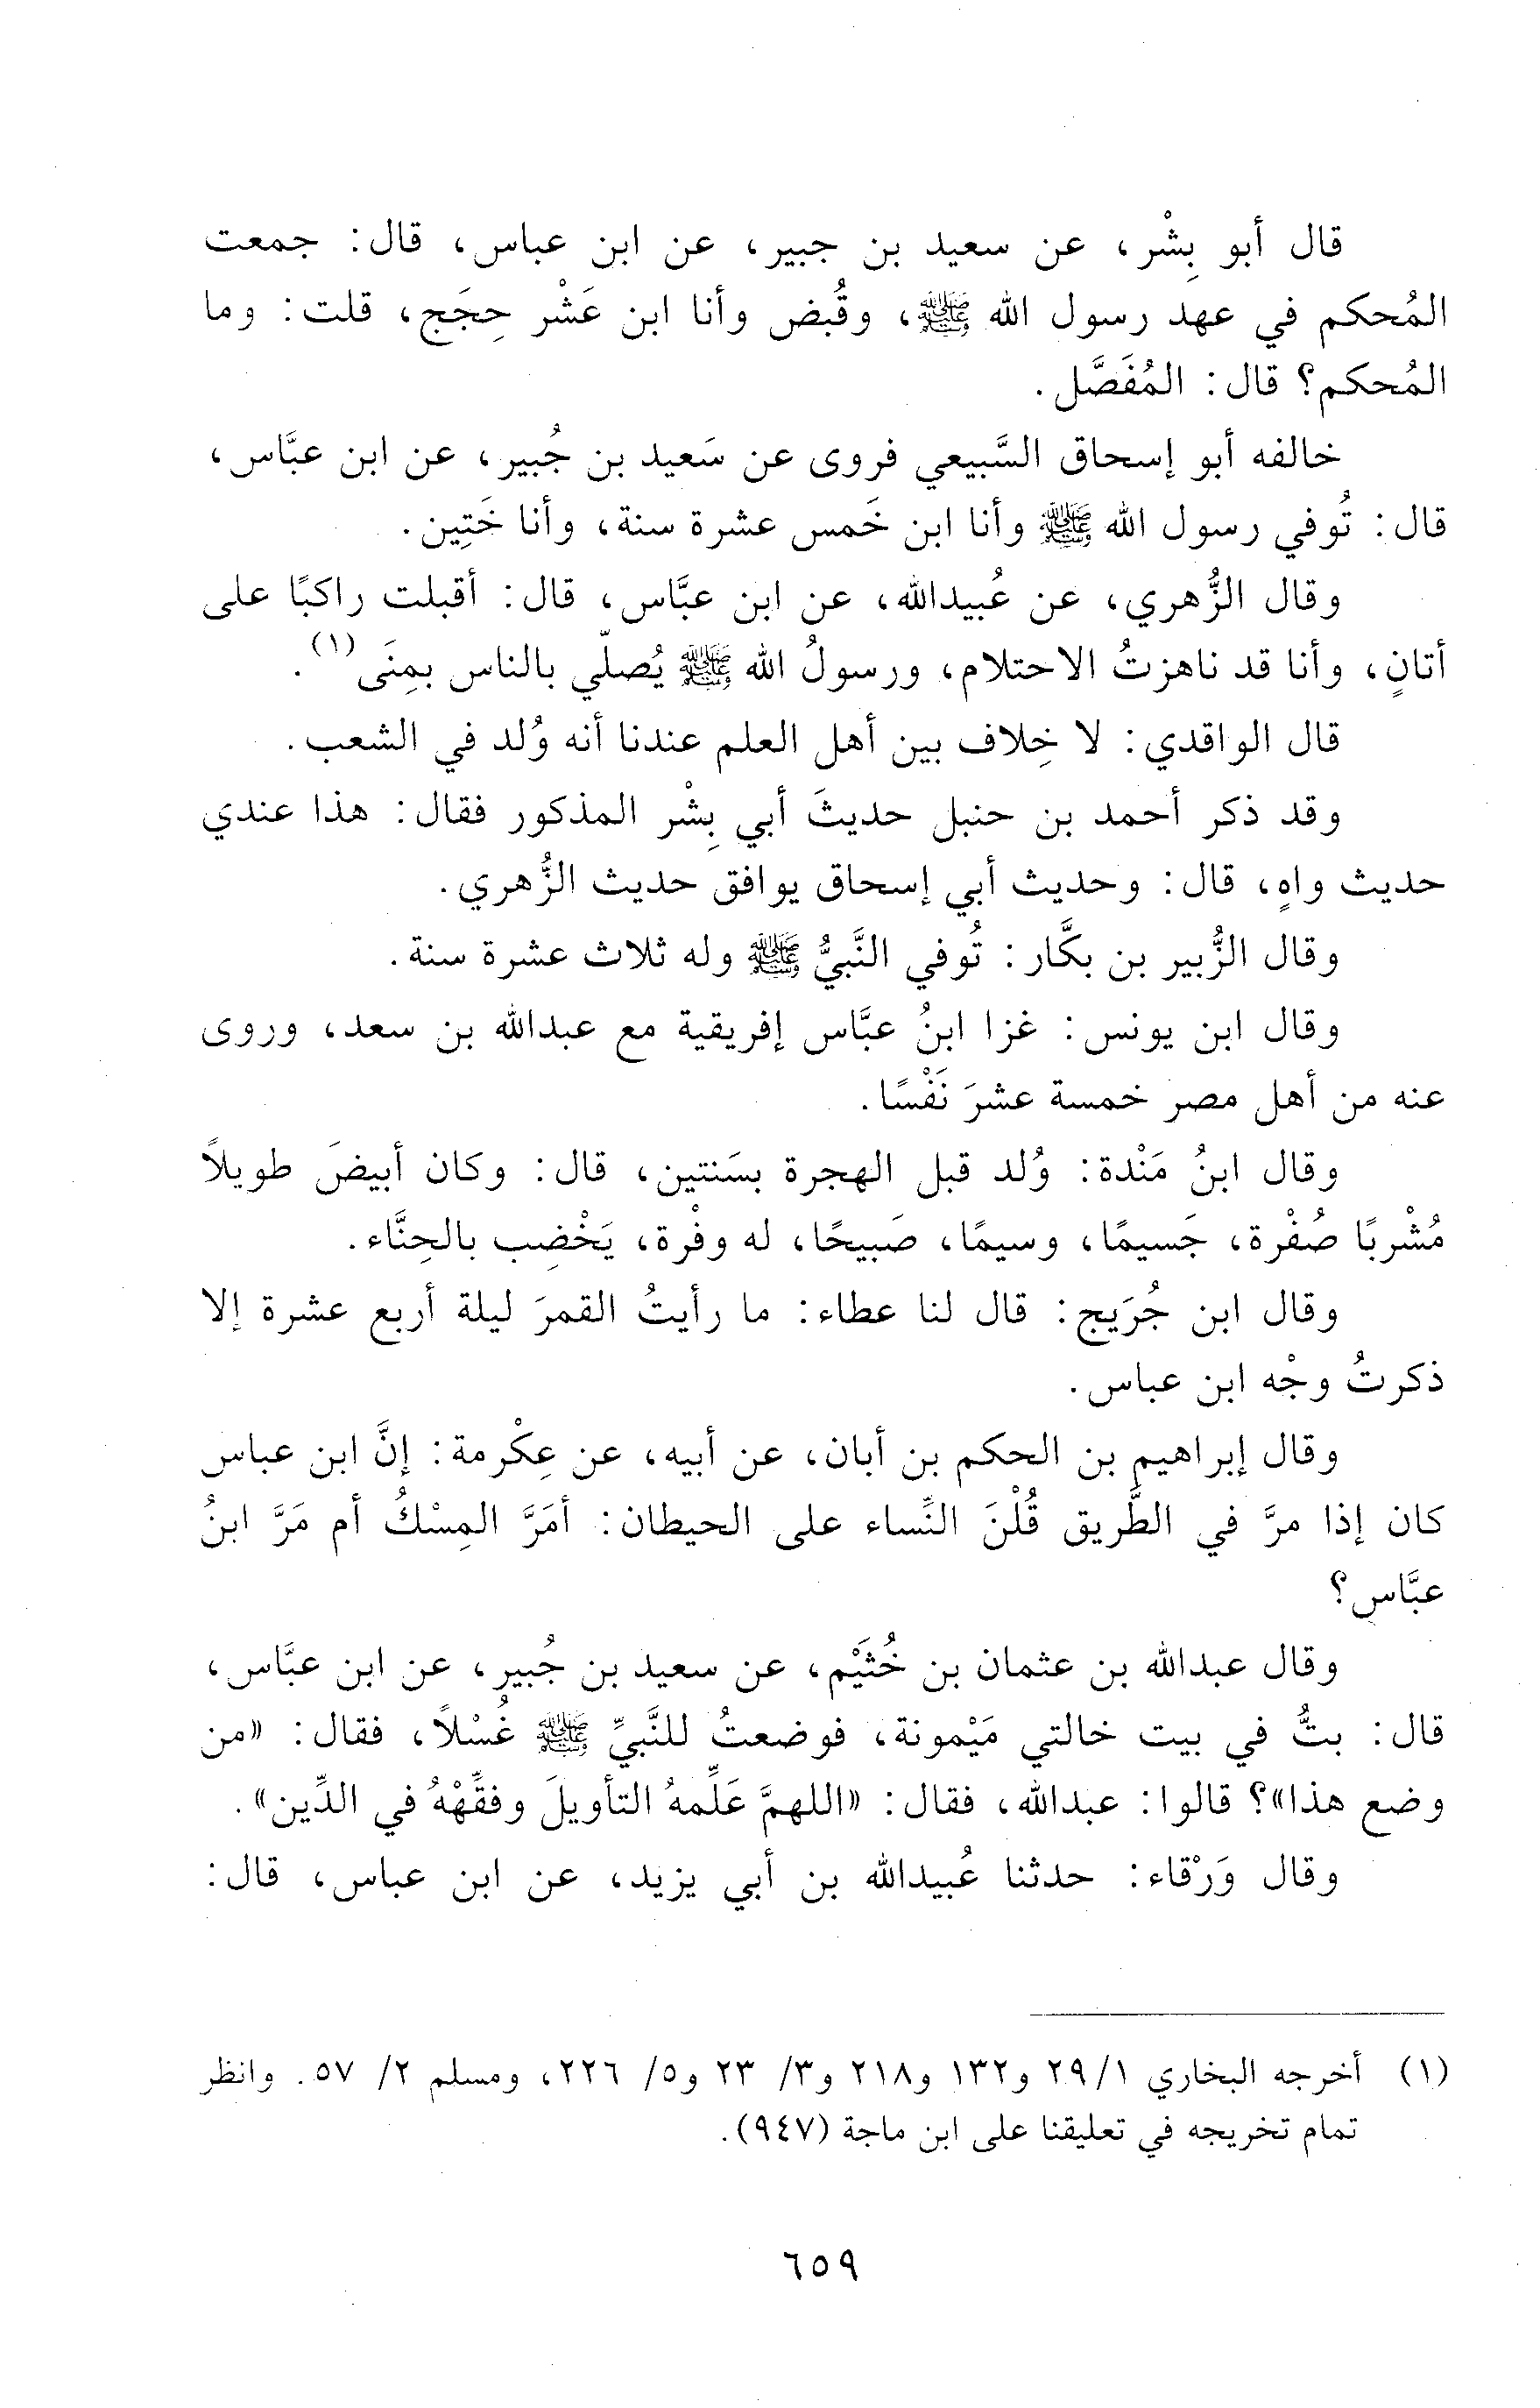 قال أبو بِشْر، عن سعيد بن جبير، عن ابن عباس، قال: جمعت
المُحكم في عهد رسول الله ﷺ، وقُبض وأنا ابن عَشْر حِجَج، قلت: وما
المُحكم؟ قال: المُفَصَّل.
خالفه أبو إسحاق السَّبيعي فروى عن سَعيد بن جُبير، عن ابن عبَّاس،
قال: تُوفي رسول الله ﷺ وأنا ابن خَمس عشرة سنة، وأنا خَتِين.
وقال الزُّهري، عن عُبيدالله، عن ابن عبَّاس، قال: أقبلت راكبًا على
أتانٍ، وأنا قد ناهزتُ الاحتلام، ورسولُ الله ﷺ يُصلّي بالناس بمِنَى(١).
قال الواقدي: لا خِلاف بين أهل العلم عندنا أنه وُلد في الشعب.
وقد ذكر أحمد بن حنبل حديثَ أبي بِشْر المذكور فقال: هذا عندي
حديث واهٍ، قال: وحديث أبي إسحاق يوافق حديث الزُّهري.
وقال الزُّبير بن بكَّار: تُوفي النَّبيُّ ﷺ وله ثلاث عشرة سنة.
وقال ابن يونس: غزا ابنُ عبَّاس إفريقية مع عبدالله بن سعد، وروى
عنه من أهل مصر خمسة عشرَ نَفْسًا.
وقال ابنُ مَنْدة: وُلد قبل الهجرة بسَنتين، قال: وكان أبيضَ طويلاً
مُشْربًا صُفْرة، جَسيمًا، وسيمًا، صَبيحًا، له وفْرة، يَخْضِب بالحِنَّاء.
وقال ابن جُرَيج: قال لنا عطاء: ما رأيتُ القمرَ ليلة أربع عشرة إلا
ذكرتُ وجْه ابن عباس.
وقال إبراهيم بن الحكم بن أبان، عن أبيه، عن عِكْرمة: إنَّ ابن عباس
كان إذا مرَّ في الطَّريق قُلْنَ النِّساء على الحيطان: أمَرَّ المِسْكُ أم مَرَّ ابنُ
عبَّاس؟
وقال عبدالله بن عثمان بن خُثَيْم، عن سعيد بن جُبير، عن ابن عبَّاس،
قال: بتُّ في بيت خالتي مَيْمونة، فوضعتُ للنَّبيِّ ﷺ غُسْلاً، فقال: «من
وضع هذا»؟ قالوا: عبدالله، فقال: «اللهمَّ عَلِّمهُ التأويلَ وفقِّهْهُ في الدِّين».
وقال وَرْقاء: حدثنا عُبيدالله بن أبي يزيد، عن ابن عباس، قال:
(١) أخرجه البخاري ١/ ٢٩ و١٣٢ و٢١٨ و٣/ ٢٣ و٥/ ٢٢٦، ومسلم ٢/ ٥٧. وانظر
تمام تخريجه في تعليقنا على ابن ماجة (٩٤٧).
٦٥٩